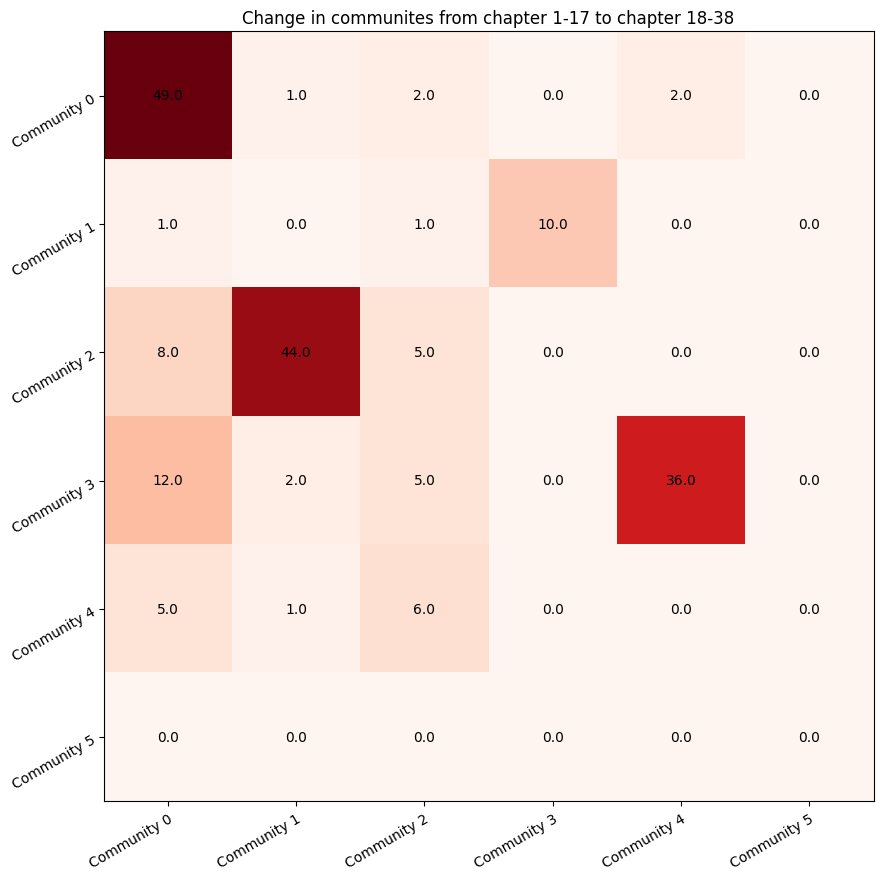 Change in communites from chapter 1-17 to chapter 18-38
Community 0 49.0 1.0 2.0 0.0 2.0 0.0
Community 1 1.0 0.0 1.0 10.0 0.0 0.0
Community 2 8.0 44.0 5.0 0.0 0.0 0.0
Community 3 12.0 2.0 5.0 0.0 36.0 0.0
Community 4 5.0 1.0 6.0 0.0 0.0 0.0
Community 5 0.0 0.0 0.0 0.0 0.0 0.0
Community 0 Community 1 Community 2 Community 3 Community 4 Community 5